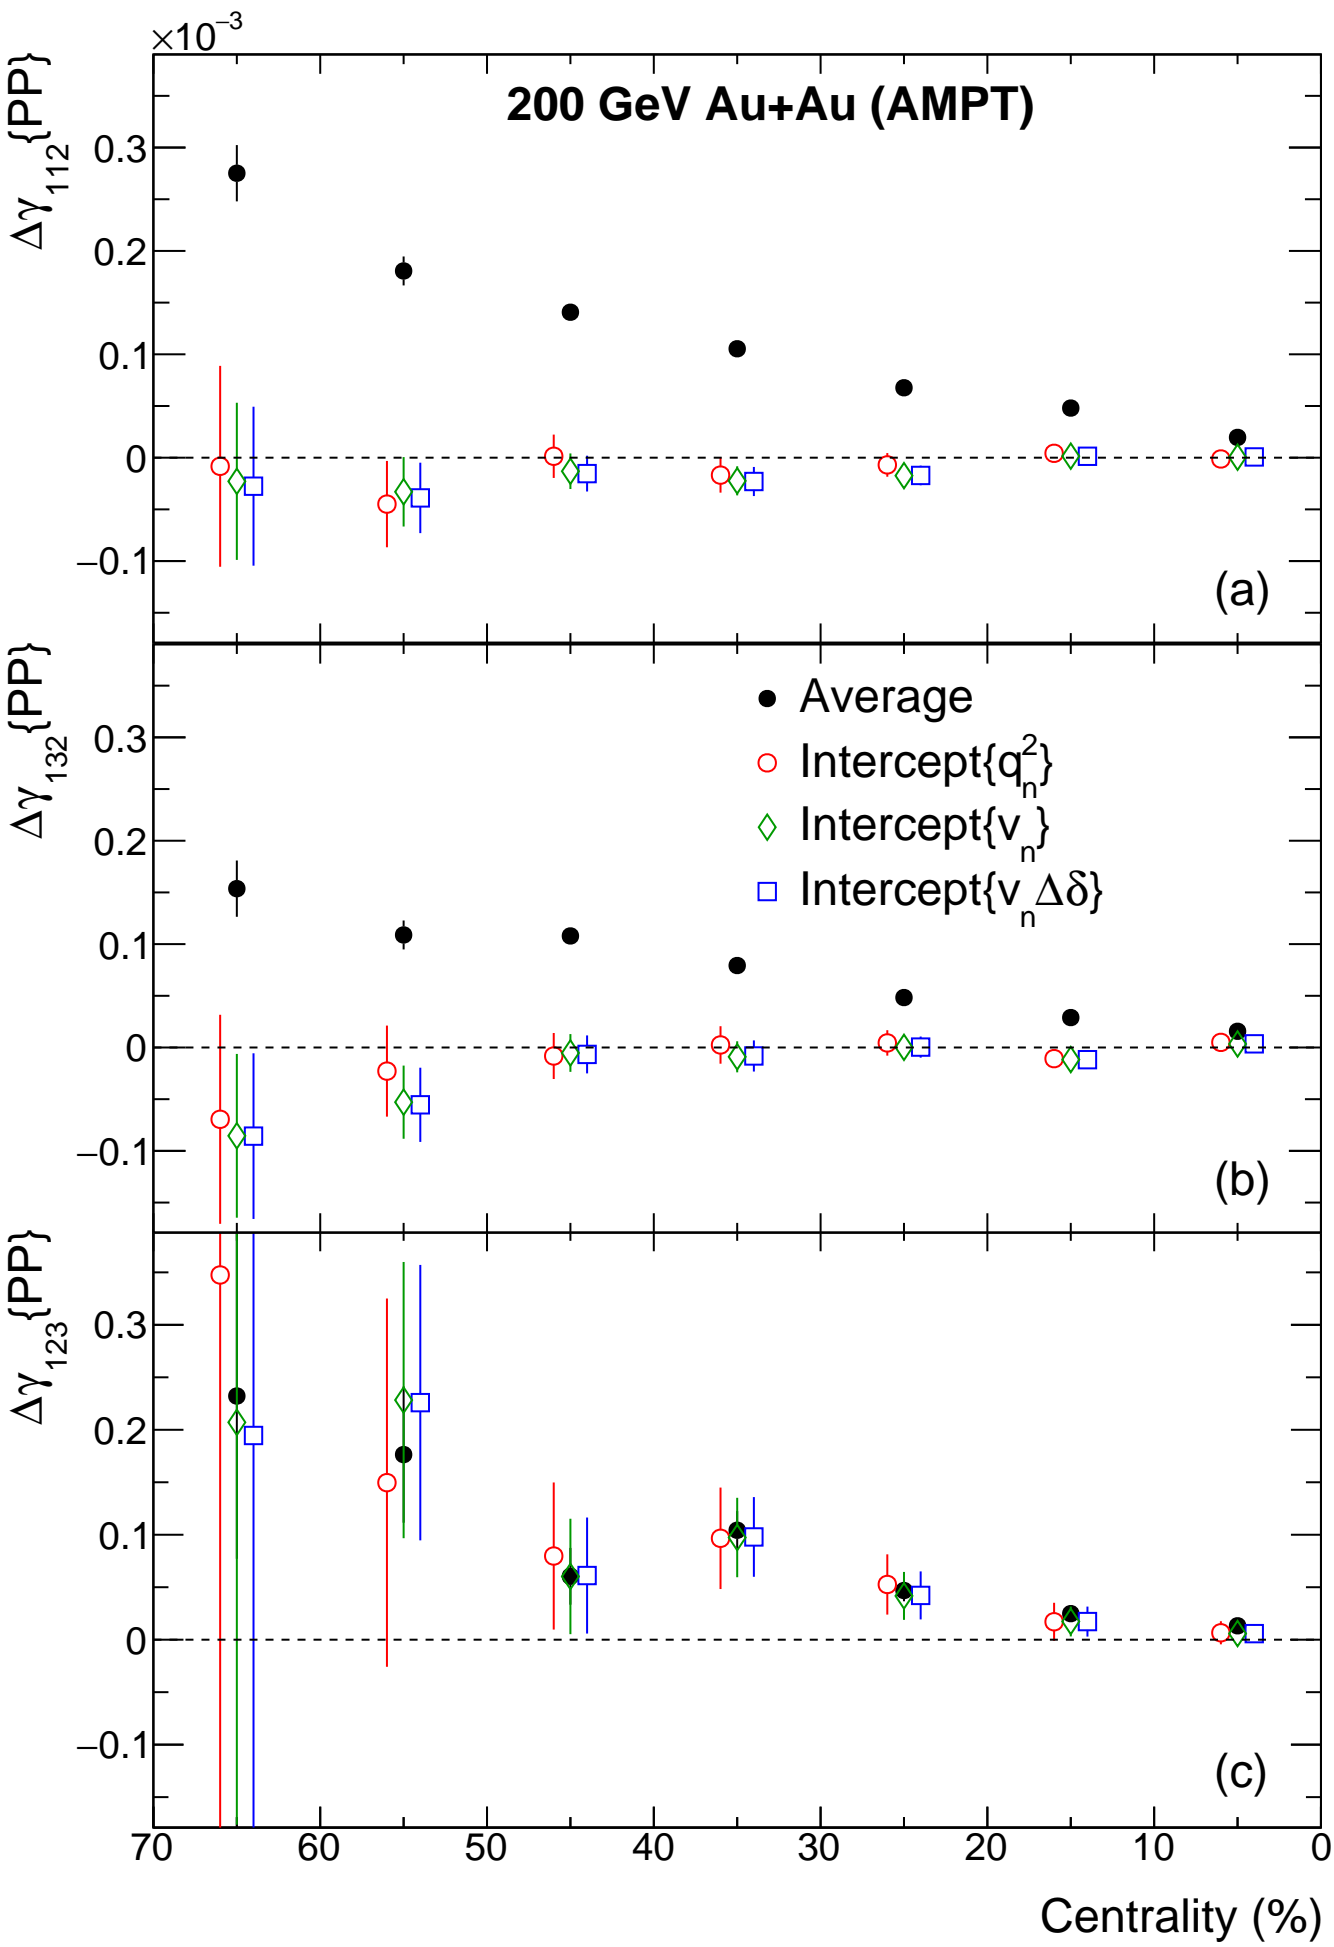 ×10⁻³
200 GeV Au+Au (AMPT)
Δγ₁₁₂{PP}
0.3
0.2
0.1
0
−0.1
(a)
Δγ₁₃₂{PP}
Average
Intercept{qₙ²}
Intercept{vₙ}
Intercept{vₙΔδ}
0.3
0.2
0.1
0
−0.1
(b)
Δγ₁₂₃{PP}
0.3
0.2
0.1
0
−0.1
(c)
70 60 50 40 30 20 10 0
Centrality (%)